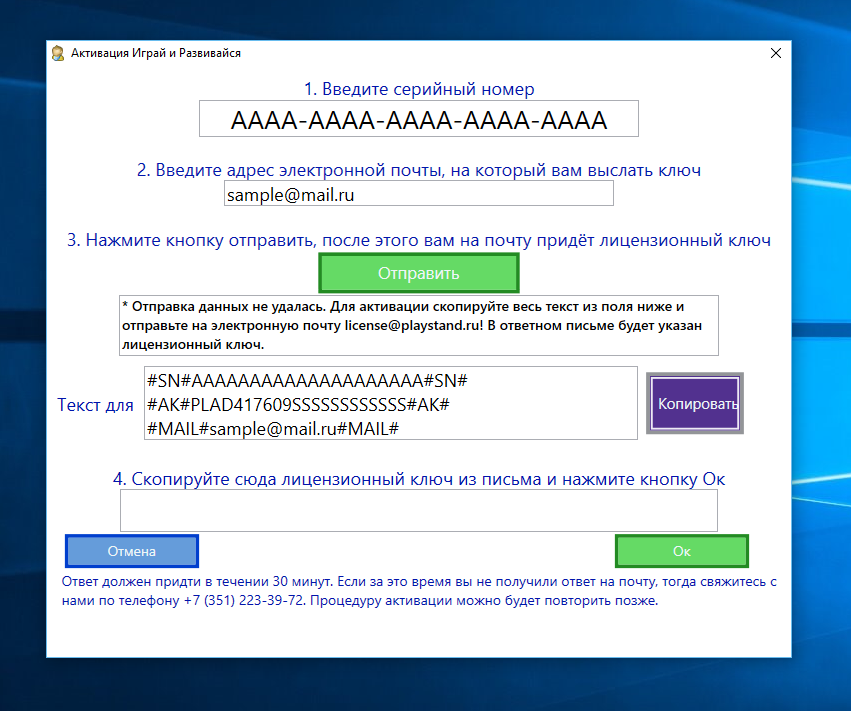 Активация Играй и Развивайся
1. Введите серийный номер
AAAA-AAAA-AAAA-AAAA-AAAA
2. Введите адрес электронной почты, на который вам выслать ключ
sample@mail.ru
3. Нажмите кнопку отправить, после этого вам на почту придёт лицензионный ключ
Отправить
* Отправка данных не удалась. Для активации скопируйте весь текст из поля ниже и
отправьте на электронную почту license@playstand.ru! В ответном письме будет указан
лицензионный ключ.
Текст для
#SN#AAAAAAAAAAAAAAAAAAAA#SN#
#AK#PLAD417609SSSSSSSSSSSS#AK#
#MAIL#sample@mail.ru#MAIL#
Копировать
4. Скопируйте сюда лицензионный ключ из письма и нажмите кнопку Ок
Отмена
Ок
Ответ должен придти в течении 30 минут. Если за это время вы не получили ответ на почту, тогда свяжитесь с
нами по телефону +7 (351) 223-39-72. Процедуру активации можно будет повторить позже.